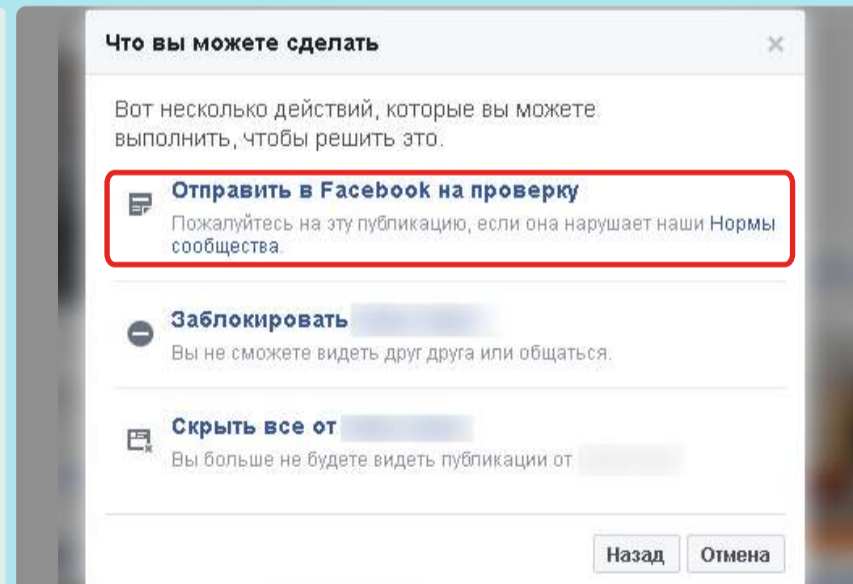 Что вы можете сделать
Вот несколько действий, которые вы можете
выполнить, чтобы решить это.
Отправить в Facebook на проверку
Пожалуйтесь на эту публикацию, если она нарушает наши Нормы
сообщества.
Заблокировать
Вы не сможете видеть друг друга или общаться.
Скрыть все от
Вы больше не будете видеть публикации от
Назад Отмена